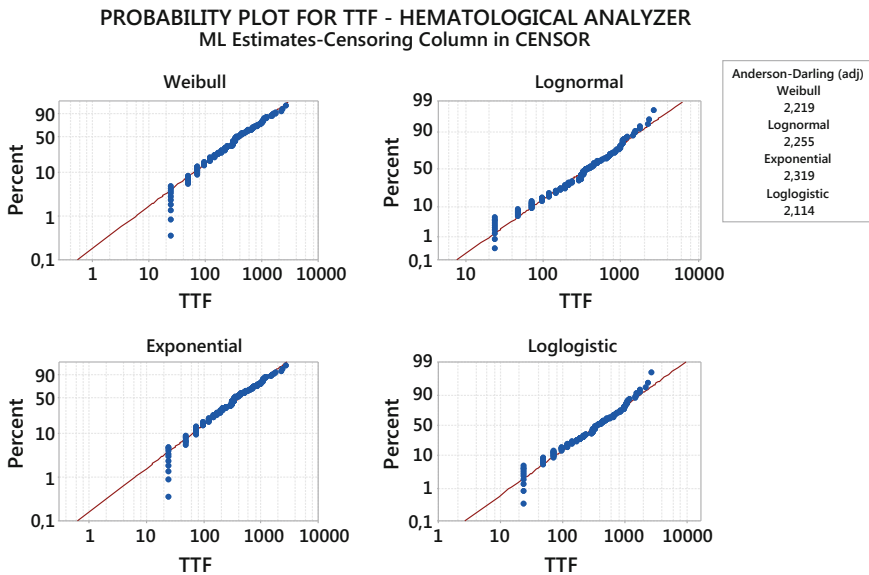 PROBABILITY PLOT FOR TTF - HEMATOLOGICAL ANALYZER
ML Estimates-Censoring Column in CENSOR
Weibull
Percent
90
50
10
1
0,1
1 10 100 1000 10000
TTF
Lognormal
Percent
99
90
50
10
1
0,1
10 100 1000 10000
TTF
Anderson-Darling (adj)
Weibull
2,219
Lognormal
2,255
Exponential
2,319
Loglogistic
2,114
Exponential
Percent
90
50
10
1
0,1
1 10 100 1000 10000
TTF
Loglogistic
Percent
99
90
50
10
1
0,1
1 10 100 1000 10000
TTF